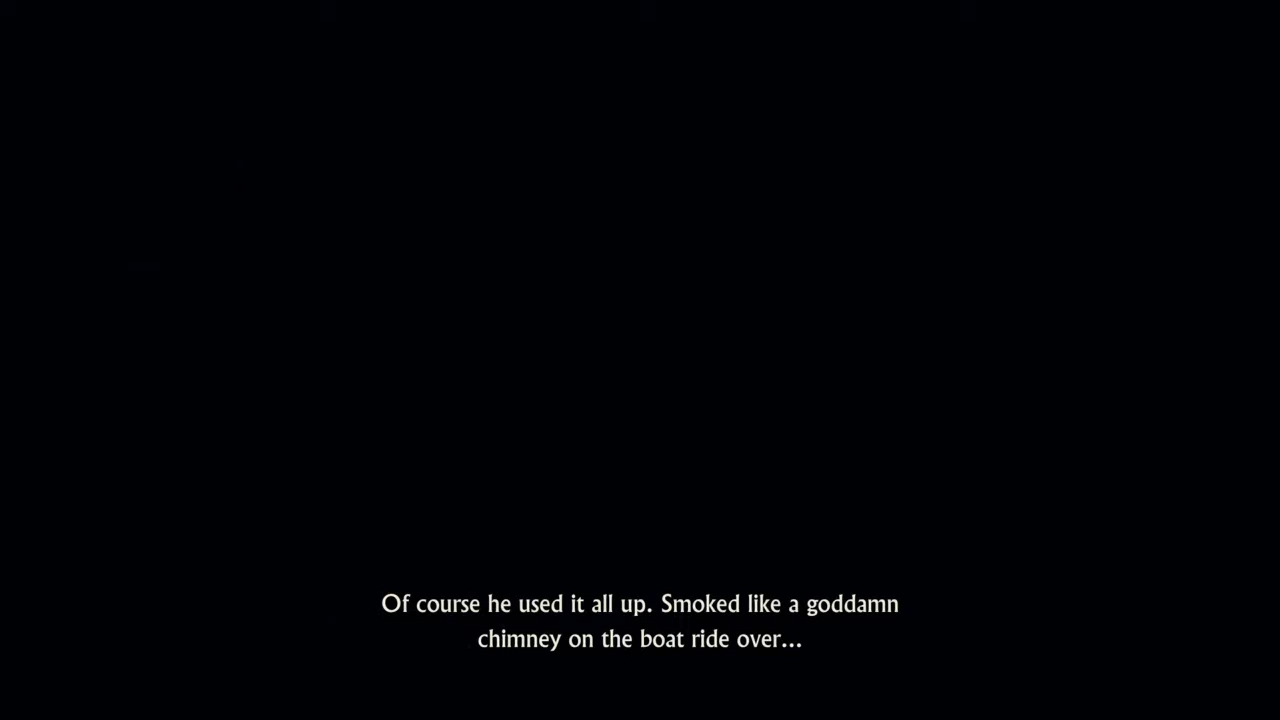 Of course he used it all up. Smoked like a goddamn
chimney on the boat ride over...